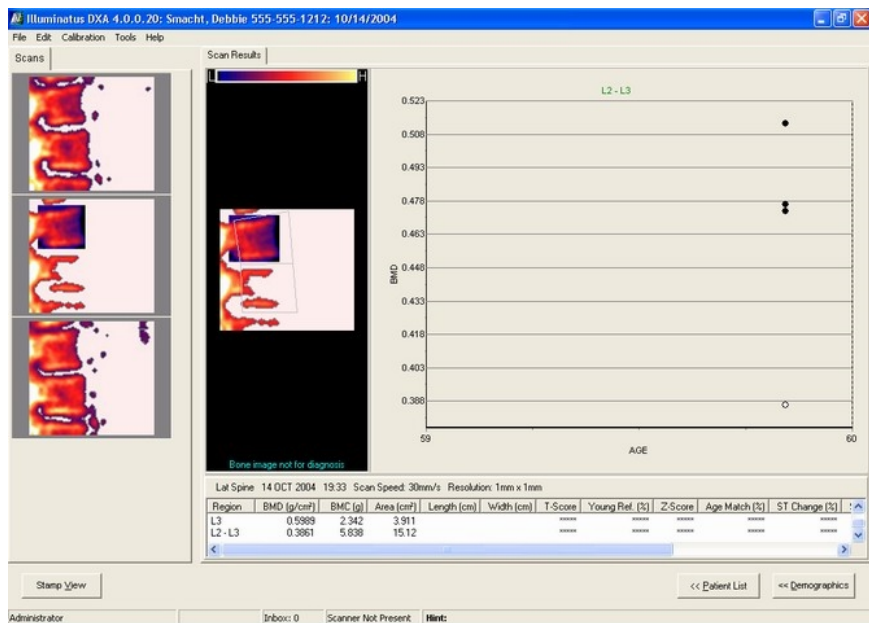 Illuminatus DXA 4.0.0.20: Smacht, Debbie 555-555-1212: 10/14/2004
File Edit Calibration Tools Help
Scans
Scan Results
L H
L2 - L3
0.523
0.508
0.493
0.478
0.463
0.448
0.433
0.418
0.403
0.388
BMD
59 60
AGE
Bone image not for diagnosis
Lat Spine 14 OCT 2004 19:33 Scan Speed: 30mm/s Resolution: 1mm x 1mm
Region BMD (g/cm²) BMC (g) Area (cm²) Length (cm) Width (cm) T-Score Young Ref. (%) Z-Score Age Match (%) ST Change (%)
L3 0.5989 2.342 3.911 ***** ***** ***** ***** *****
L2 - L3 0.3861 5.838 15.12 ***** ***** ***** ***** *****
Stamp View << Patient List << Demographics
Administrator Inbox: 0 Scanner Not Present Hint: